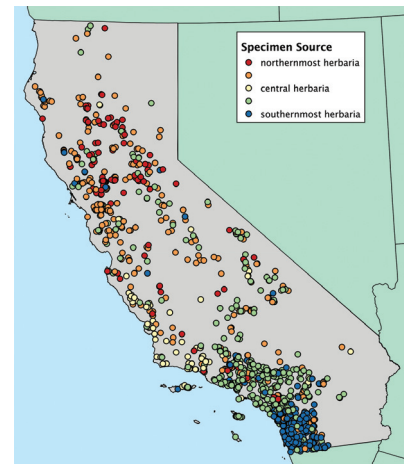 Specimen Source
northernmost herbaria
central herbaria
southernmost herbaria